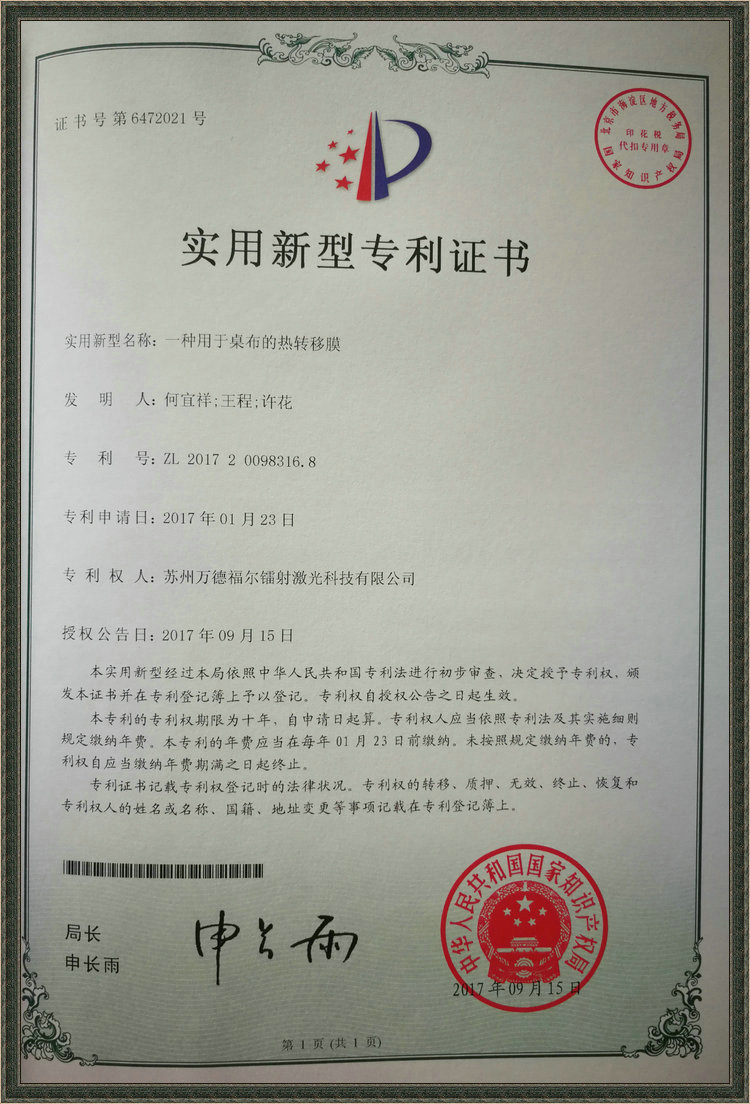 证书号第6472021号
北京市海淀区地方税务局
印花税
代扣专用章
国家知识产权局
实用新型专利证书
实用新型名称：一种用于桌布的热转移膜
发明人：何宜祥;王程;许花
专利号：ZL 2017 2 0098316.8
专利申请日：2017年01月23日
专利权人：苏州万德福尔镭射激光科技有限公司
授权公告日：2017年09月15日
本实用新型经过本局依照中华人民共和国专利法进行初步审查，决定授予专利权，颁
发本证书并在专利登记簿上予以登记。专利权自授权公告之日起生效。
本专利的专利权期限为十年，自申请日起算。专利权人应当依照专利法及其实施细则
规定缴纳年费。本专利的年费应当在每年01月23日前缴纳。未按照规定缴纳年费的，专
利权自应当缴纳年费期满之日起终止。
专利证书记载专利权登记时的法律状况。专利权的转移、质押、无效、终止、恢复和
专利权人的姓名或名称、国籍、地址变更等事项记载在专利登记簿上。
局长
申长雨
申长雨
中华人民共和国国家知识产权局
2017年09月15日
第1页(共1页)